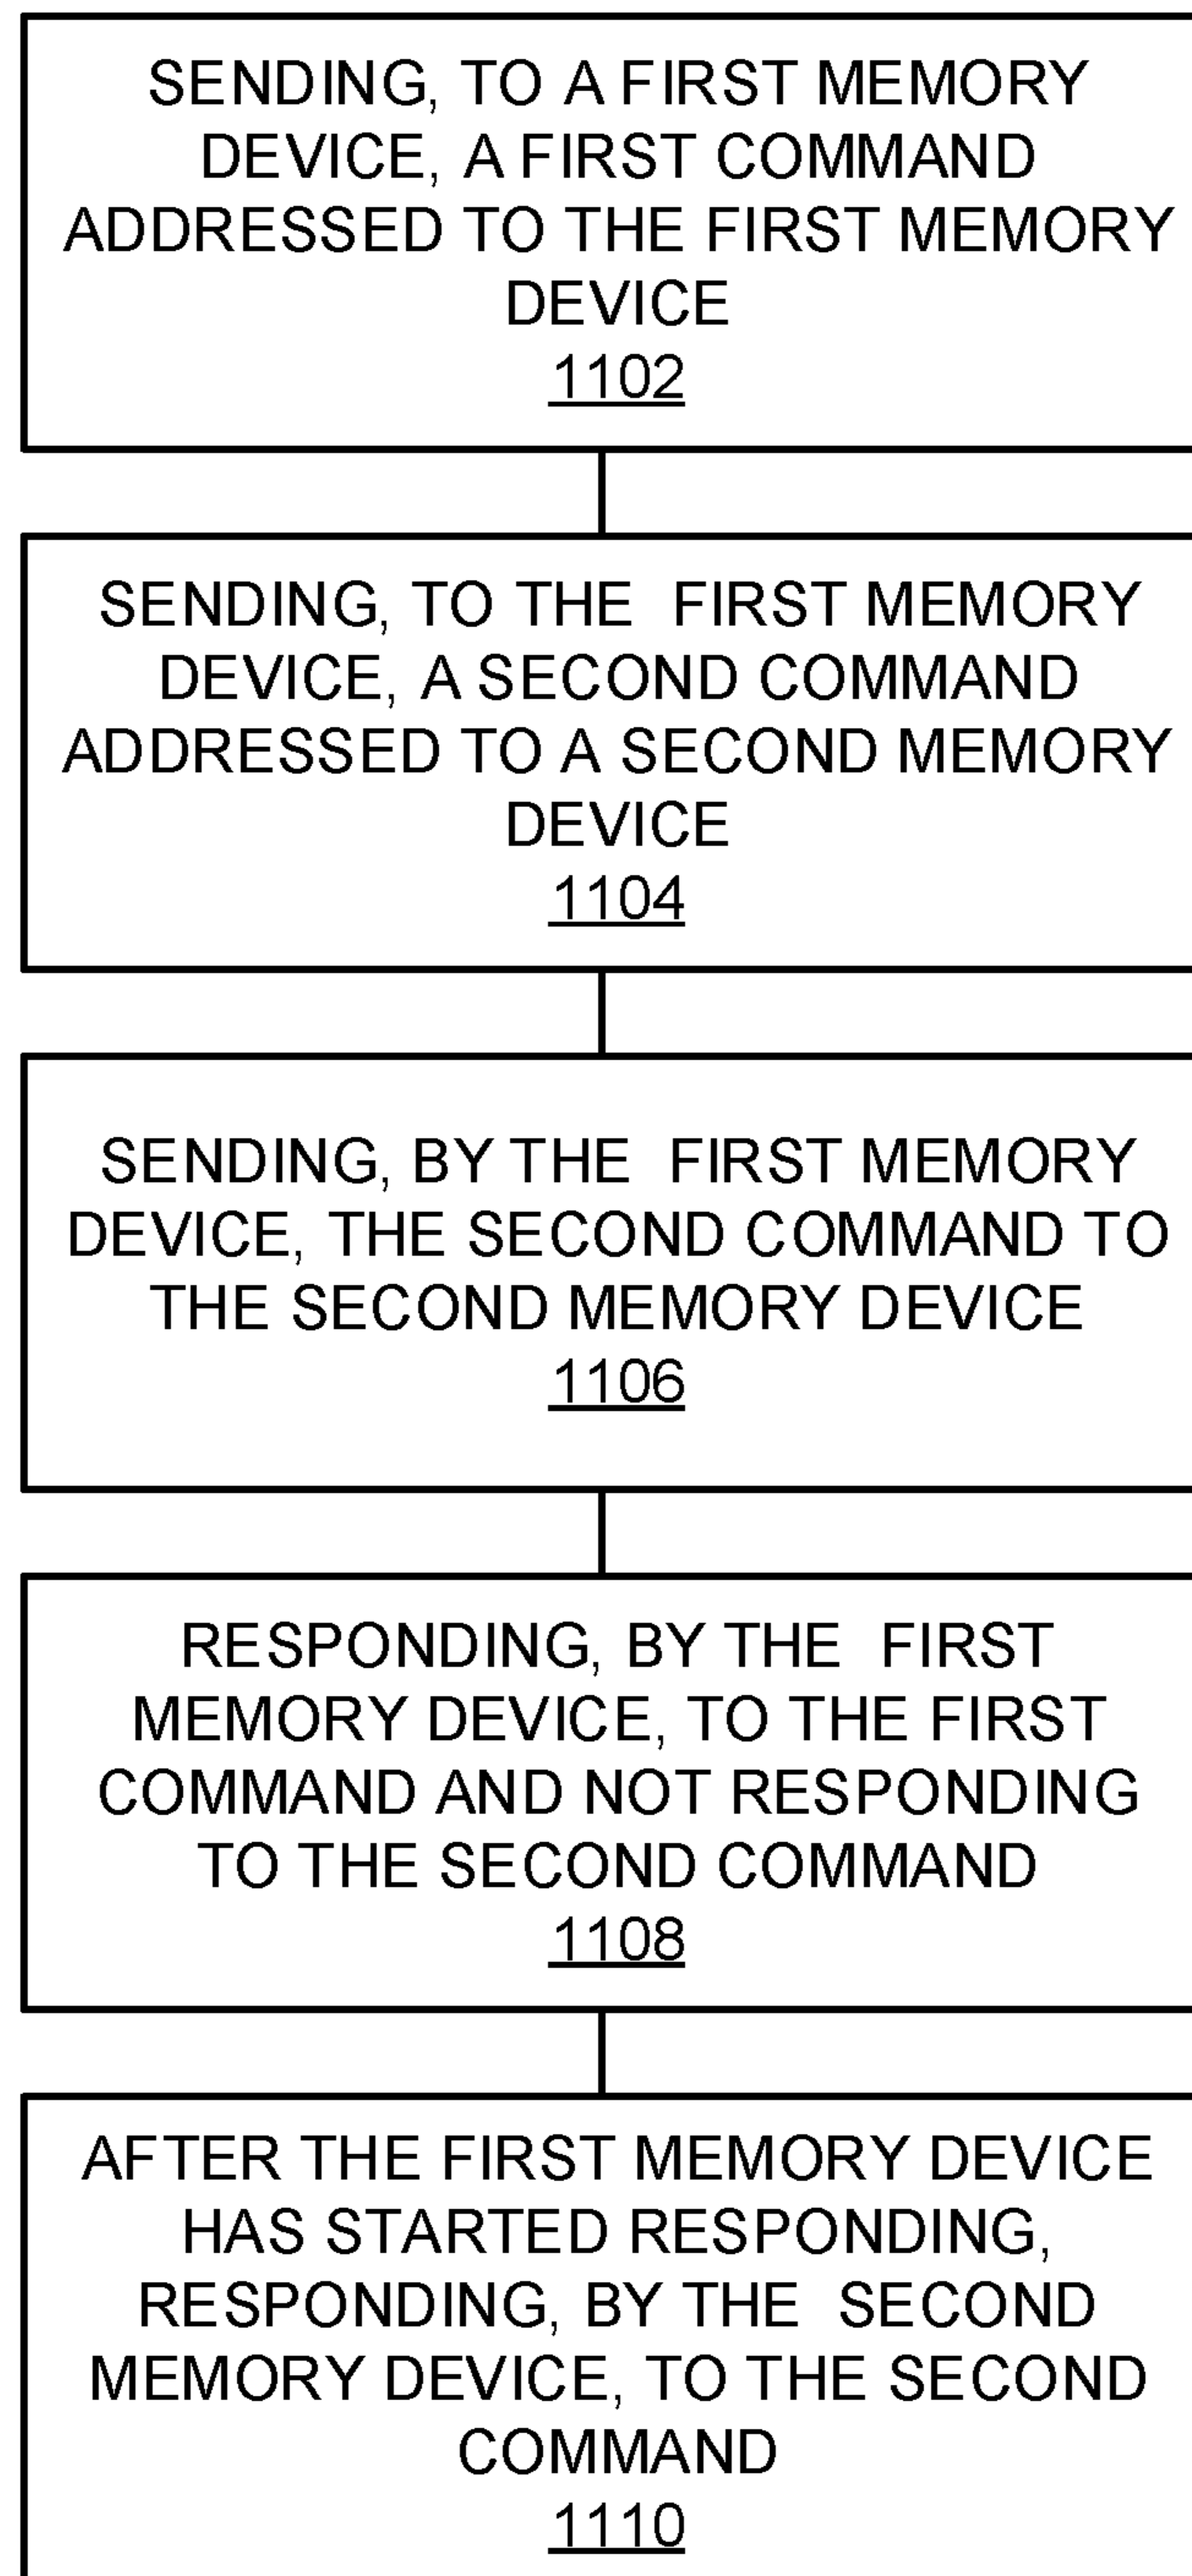 SENDING, TO A FIRST MEMORY
DEVICE, A FIRST COMMAND
ADDRESSED TO THE FIRST MEMORY
DEVICE
1102
SENDING, TO THE FIRST MEMORY
DEVICE, A SECOND COMMAND
ADDRESSED TO A SECOND MEMORY
DEVICE
1104
SENDING, BY THE FIRST MEMORY
DEVICE, THE SECOND COMMAND TO
THE SECOND MEMORY DEVICE
1106
RESPONDING, BY THE FIRST
MEMORY DEVICE, TO THE FIRST
COMMAND AND NOT RESPONDING
TO THE SECOND COMMAND
1108
AFTER THE FIRST MEMORY DEVICE
HAS STARTED RESPONDING,
RESPONDING, BY THE SECOND
MEMORY DEVICE, TO THE SECOND
COMMAND
1110